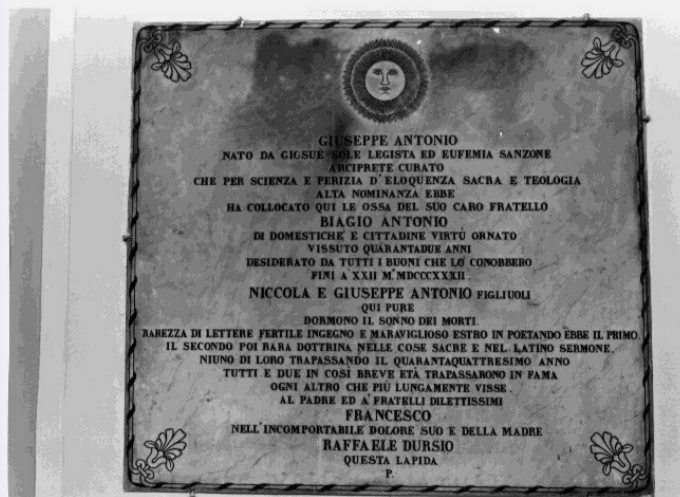 GIUSEPPE ANTONIO
NATO DA GIOSUÈ SOLE LEGISTA ED EUFEMIA SANZONE
ARCIPRETE CURATO
CHE PER SCIENZA E PERIZIA D'ELOQUENZA SACRA E TEOLOGIA
ALTA NOMINANZA EBBE
HA COLLOCATO QUI LE OSSA DEL SUO CARO FRATELLO
BIAGIO ANTONIO
DI DOMESTICHE E CITTADINE VIRTÙ ORNATO
VISSUTO QUARANTADUE ANNI
DESIDERATO DA TUTTI I BUONI CHE LO CONOBBERO
FINI A XXII M. MDCCCXXXII.
NICCOLA E GIUSEPPE ANTONIO FIGLIUOLI
QUI PURE
DORMONO IL SONNO DEI MORTI.
RAREZZA DI LETTERE FERTILE INGEGNO E MARAVIGLIOSO ESTRO IN POETANDO EBBE IL PRIMO.
IL SECONDO POI RARA DOTTRINA NELLE COSE SACRE E NEL LATINO SERMONE.
NIUNO DI LORO TRAPASSANDO IL QUARANTAQUATTRESIMO ANNO
TUTTI E DUE IN COSÌ BREVE ETÀ TRAPASSARONO IN FAMA
OGNI ALTRO CHE PIÙ LUNGAMENTE VISSE.
AL PADRE ED A' FRATELLI DILETTISSIMI
FRANCESCO
NELL'INCOMPORTABILE DOLORE SUO E DELLA MADRE
RAFFAELE DURSIO
QUESTA LAPIDA
P.